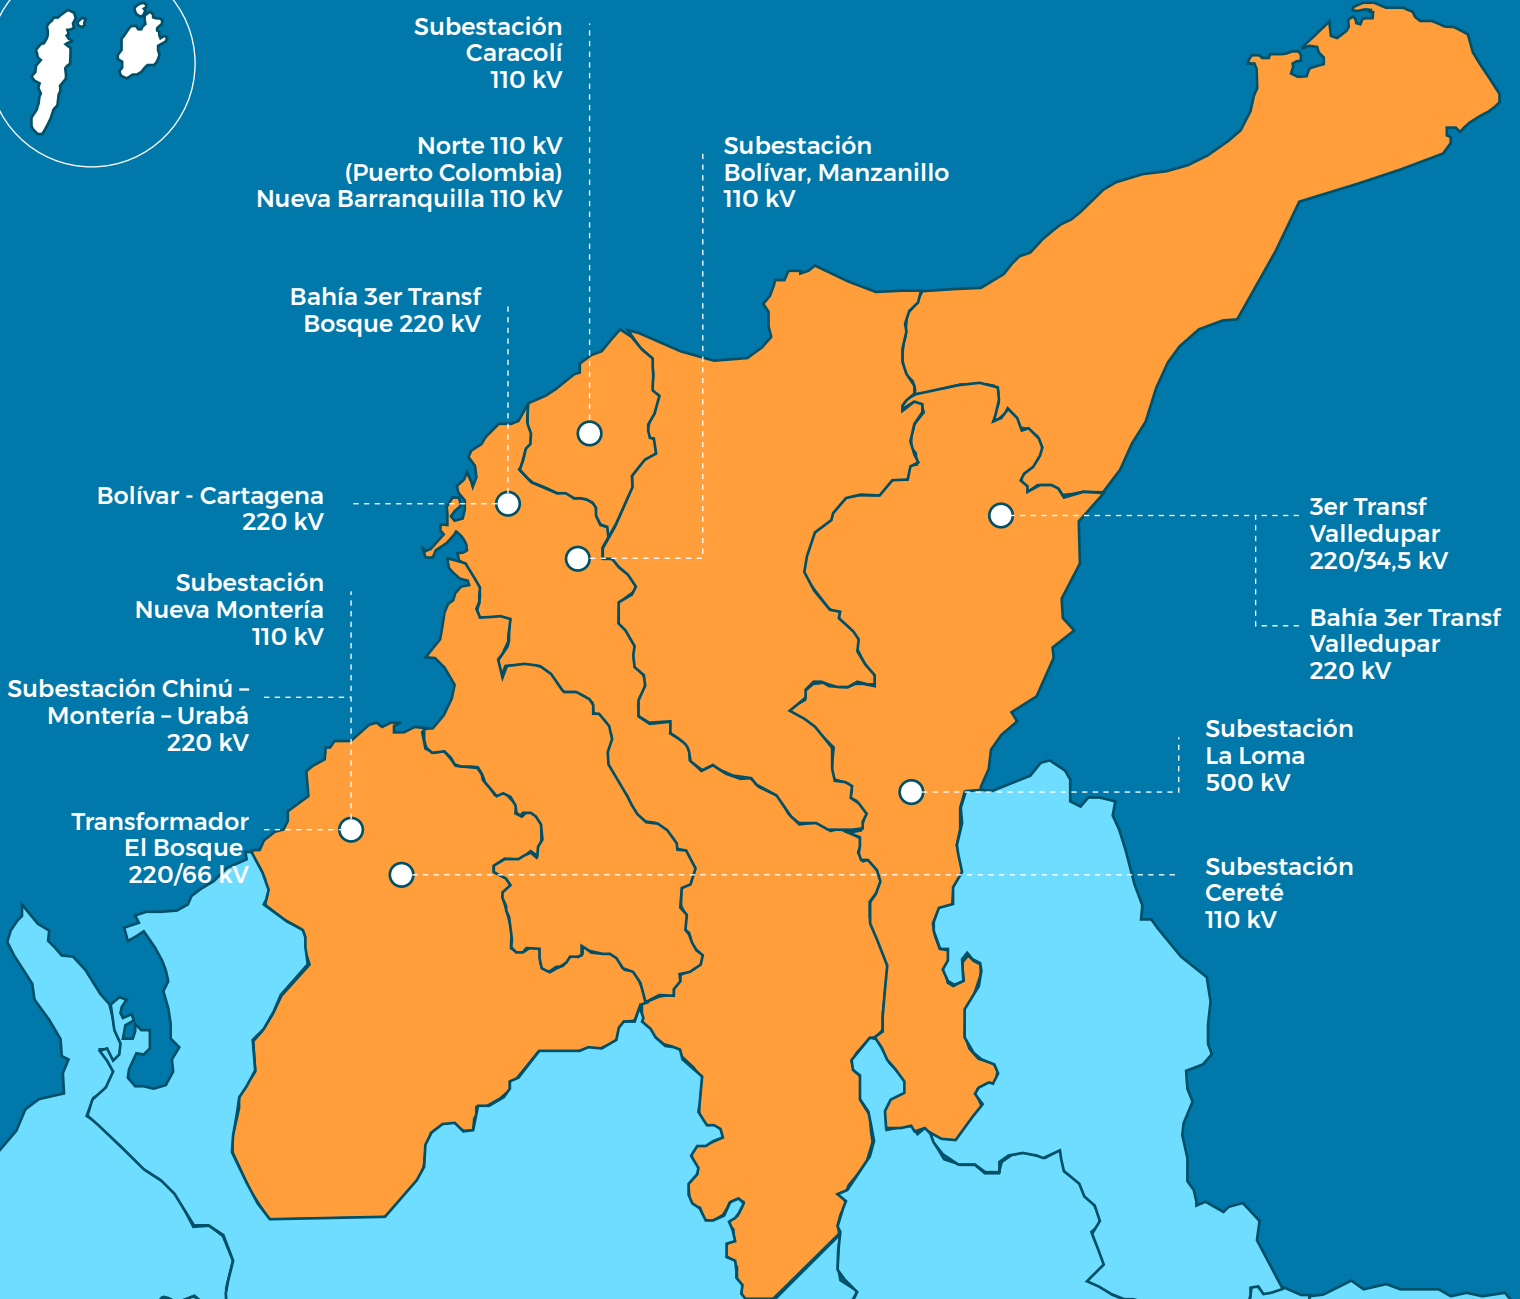 Subestación
Caracolí
110 kV
Norte 110 kV
(Puerto Colombia)
Nueva Barranquilla 110 kV
Subestación
Bolívar, Manzanillo
110 kV
Bahía 3er Transf
Bosque 220 kV
Bolívar - Cartagena
220 kV
Subestación
Nueva Montería
110 kV
Subestación Chinú –
Montería – Urabá
220 kV
Transformador
El Bosque
220/66 kV
3er Transf
Valledupar
220/34,5 kV
Bahía 3er Transf
Valledupar
220 kV
Subestación
La Loma
500 kV
Subestación
Cereté
110 kV